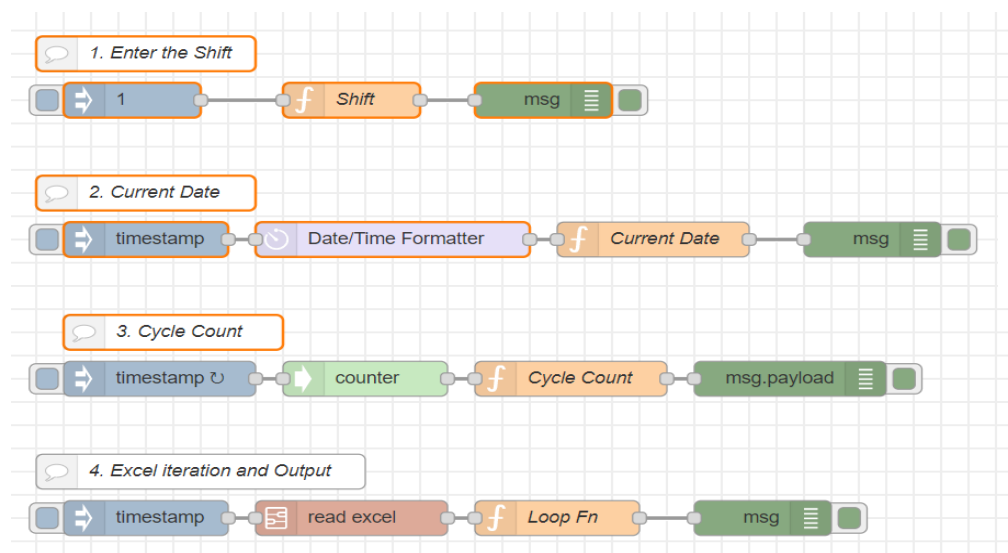 1. Enter the Shift
1 Shift msg
2. Current Date
timestamp Date/Time Formatter Current Date msg
3. Cycle Count
timestamp ↻ counter Cycle Count msg.payload
4. Excel iteration and Output
timestamp read excel Loop Fn msg